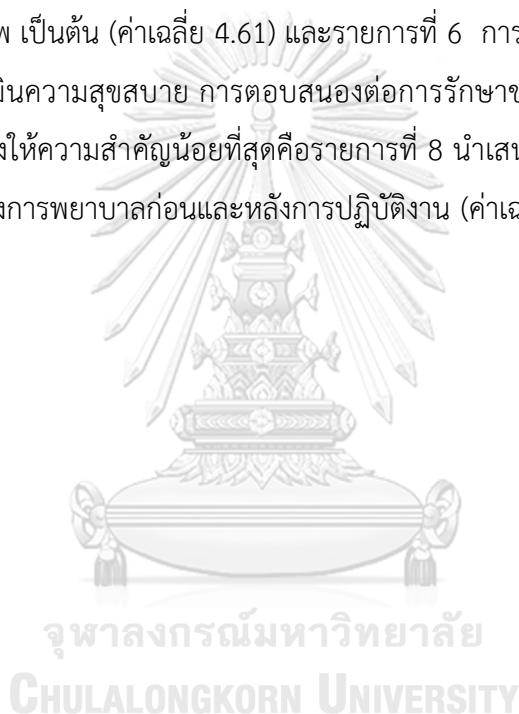 เป็นต้น (ค่าเฉลี่ย 4.61) และรายการที่ 6 การ
ความสุขสบาย การตอบสนองต่อการรักษา
ให้ความสำคัญน้อยที่สุดคือรายการที่ 8 นำเสน
การพยาบาลก่อนและหลังการปฏิบัติงาน (ค่าเฉ
จุฬาลงกรณ์มหาวิทยาลัย
CHULALONGKORN UNIVERSITY